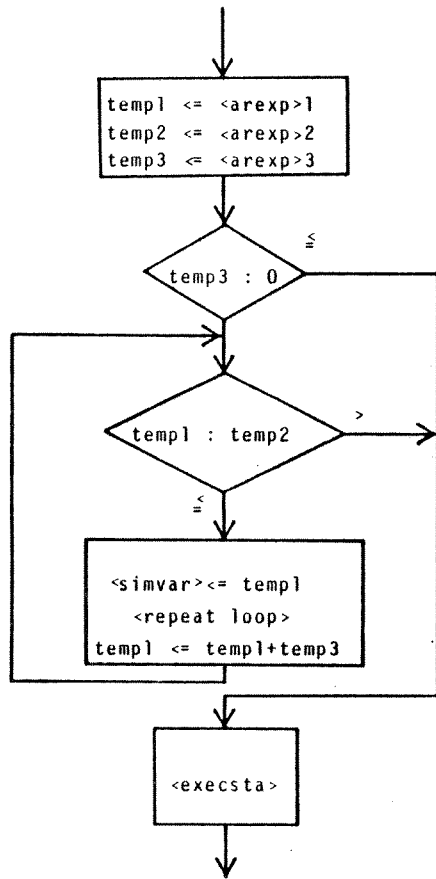 temp1 <= <arexp>1
temp2 <= <arexp>2
temp3 <= <arexp>3
≦
temp3 : 0
>
temp1 : temp2
≦
<simvar><= temp1
<repeat loop>
temp1 <= temp1+temp3
<execsta>